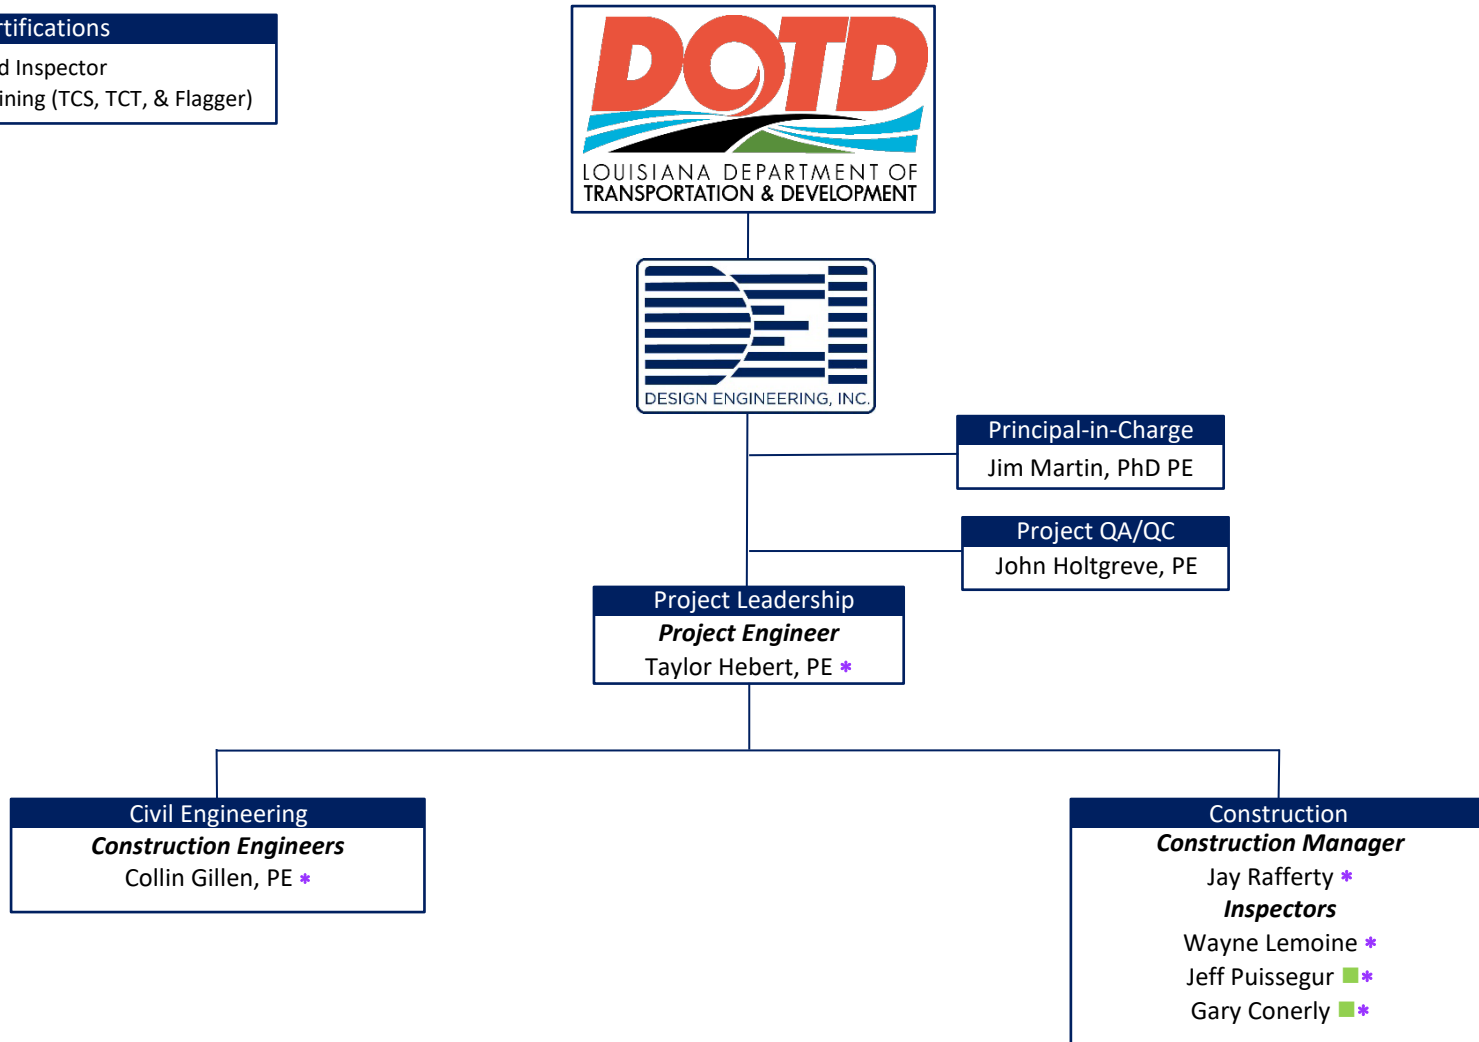 rtifications
d Inspector
ining (TCS, TCT, & Flagger)
DOTD
LOUISIANA DEPARTMENT OF
TRANSPORTATION & DEVELOPMENT
DEI
DESIGN ENGINEERING, INC.
Principal-in-Charge
Jim Martin, PhD PE
Project QA/QC
John Holtgreve, PE
Project Leadership
Project Engineer
Taylor Hebert, PE *
Civil Engineering
Construction Engineers
Collin Gillen, PE *
Construction
Construction Manager
Jay Rafferty *
Inspectors
Wayne Lemoine *
Jeff Puissegur ■*
Gary Conerly ■*